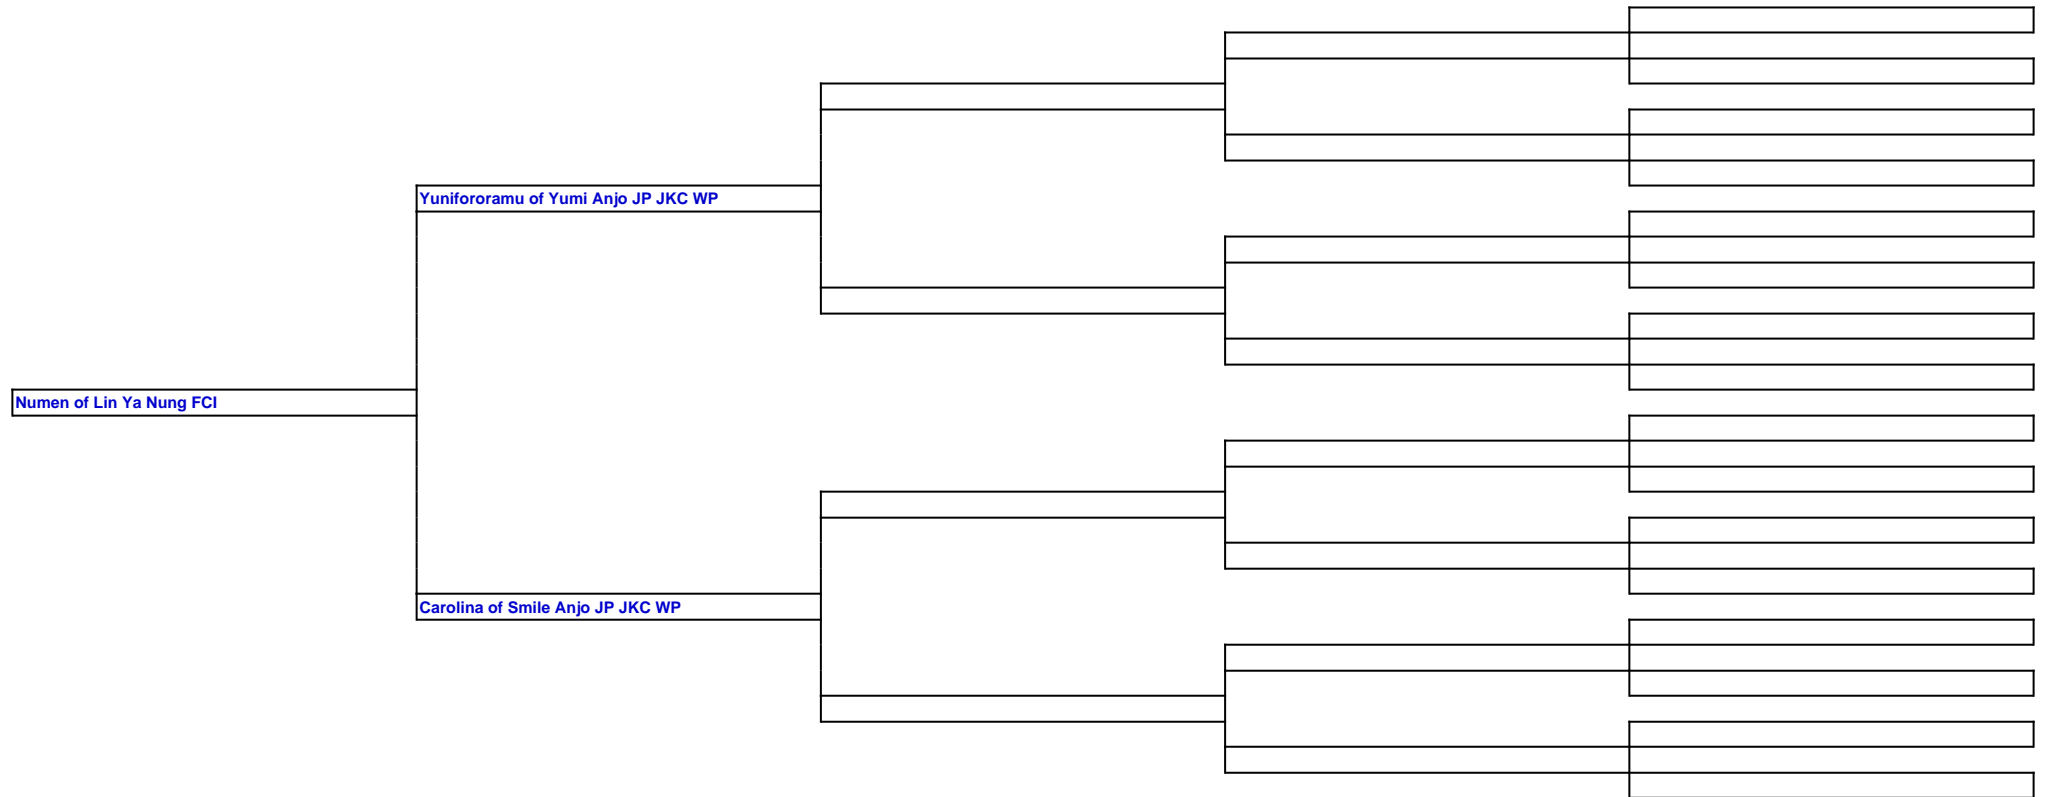 Yunifororamu of Yumi Anjo JP JKC WP
Numen of Lin Ya Nung FCI
Carolina of Smile Anjo JP JKC WP